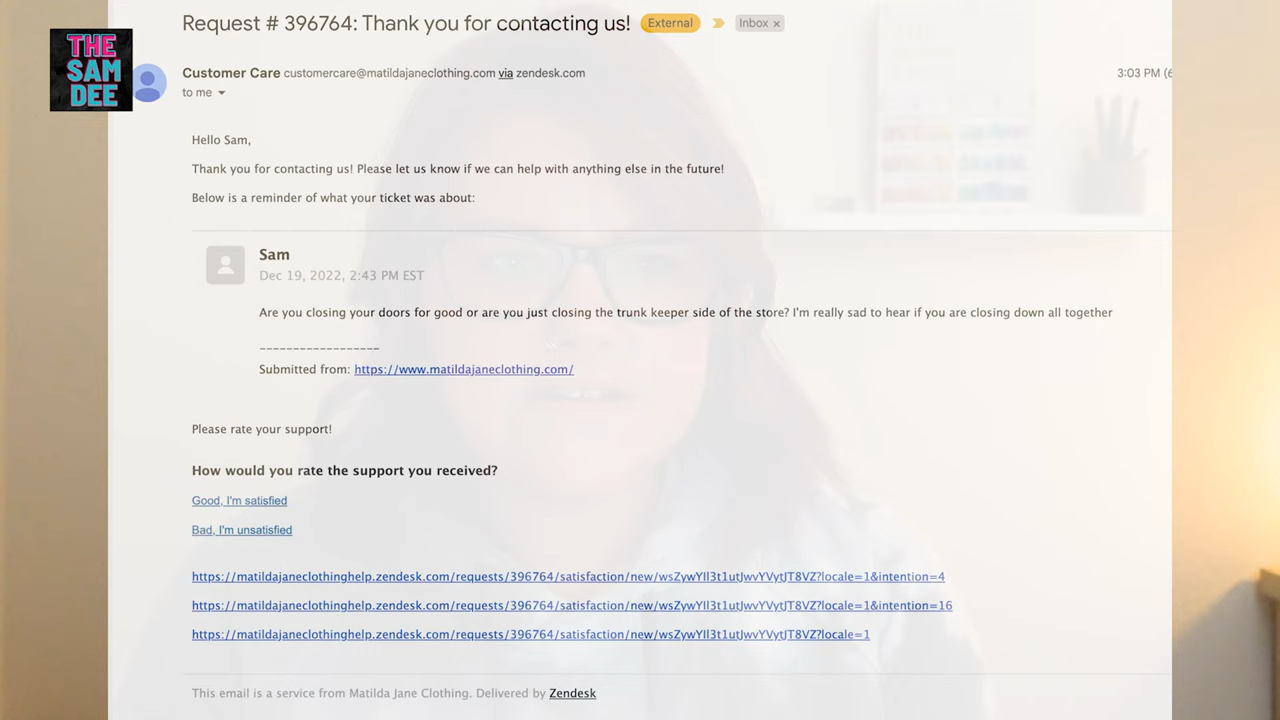 Request # 396764: Thank you for contacting us! External Inbox x
THE
SAM
DEE
Customer Care customercare@matildajaneclothing.com via zendesk.com
3:03 PM (6
to me
Hello Sam,
Thank you for contacting us! Please let us know if we can help with anything else in the future!
Below is a reminder of what your ticket was about:
Sam
Dec 19, 2022, 2:43 PM EST
Are you closing your doors for good or are you just closing the trunk keeper side of the store? I'm really sad to hear if you are closing down all together
------------------
Submitted from: https://www.matildajaneclothing.com/
Please rate your support!
How would you rate the support you received?
Good, I'm satisfied
Bad, I'm unsatisfied
https://matildajaneclothinghelp.zendesk.com/requests/396764/satisfaction/new/wsZywYIl3t1utJwvYVytJT8VZ?locale=1&intention=4
https://matildajaneclothinghelp.zendesk.com/requests/396764/satisfaction/new/wsZywYIl3t1utJwvYVytJT8VZ?locale=1&intention=16
https://matildajaneclothinghelp.zendesk.com/requests/396764/satisfaction/new/wsZywYIl3t1utJwvYVytJT8VZ?locale=1
This email is a service from Matilda Jane Clothing. Delivered by Zendesk